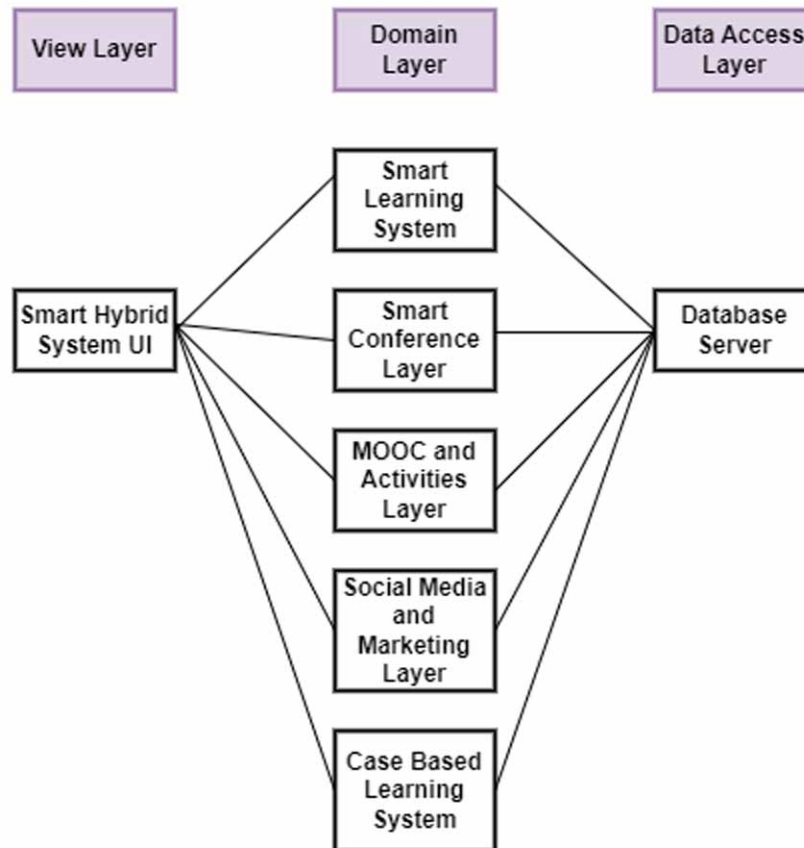 View Layer
Domain
Layer
Data Access
Layer
Smart
Learning
System
Smart Hybrid
System UI
Smart
Conference
Layer
Database
Server
MOOC and
Activities
Layer
Social Media
and
Marketing
Layer
Case Based
Learning
System